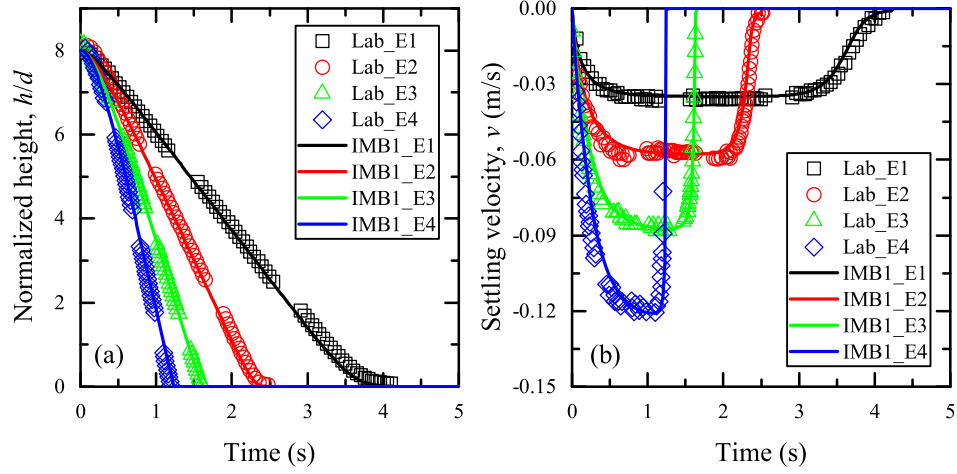 8
6
4
2
0
0
1
2
3
4
5
Normalized height, h/d
Time (s)
(a)
Lab_E1
Lab_E2
Lab_E3
Lab_E4
IMB1_E1
IMB1_E2
IMB1_E3
IMB1_E4
0.00
-0.03
-0.06
-0.09
-0.12
-0.15
0
1
2
3
4
5
Settling velocity, v (m/s)
Time (s)
(b)
Lab_E1
Lab_E2
Lab_E3
Lab_E4
IMB1_E1
IMB1_E2
IMB1_E3
IMB1_E4